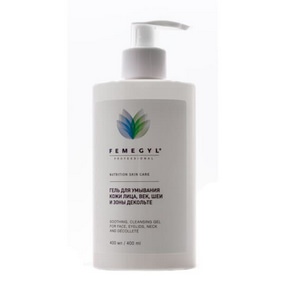 FEMEGYL®
PROFESSIONAL
NUTRITION SKIN CARE
ГЕЛЬ ДЛЯ УМЫВАНИЯ
КОЖИ ЛИЦА, ВЕК, ШЕИ
И ЗОНЫ ДЕКОЛЬТЕ
SOOTHING, CLEANSING GEL
FOR FACE, EYELIDS, NECK
AND DECOLLETE
400 мл / 400 ml